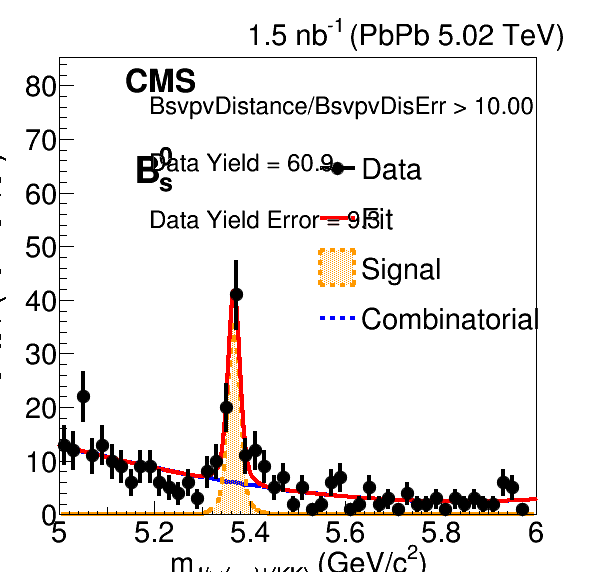 1.5 nb-1 (PbPb 5.02 TeV)
80
CMS
BsvpvDistance/BsvpvDisErr > 10.00
70
Data Yield = 60.9
B0s
Data
60
Data Yield Error = 9.3
Fit
50
Signal
40
Combinatorial
30
20
10
0
5 5.2 5.4 5.6 5.8 6
(GeV/c2)